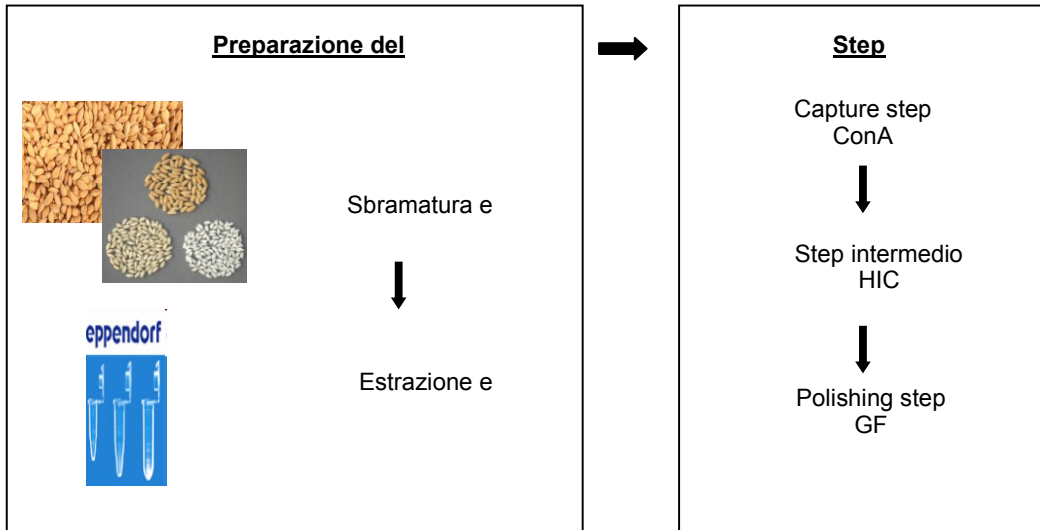 Preparazione del
Sbramatura e
eppendorf
Estrazione e
Step
Capture step
ConA
Step intermedio
HIC
Polishing step
GF